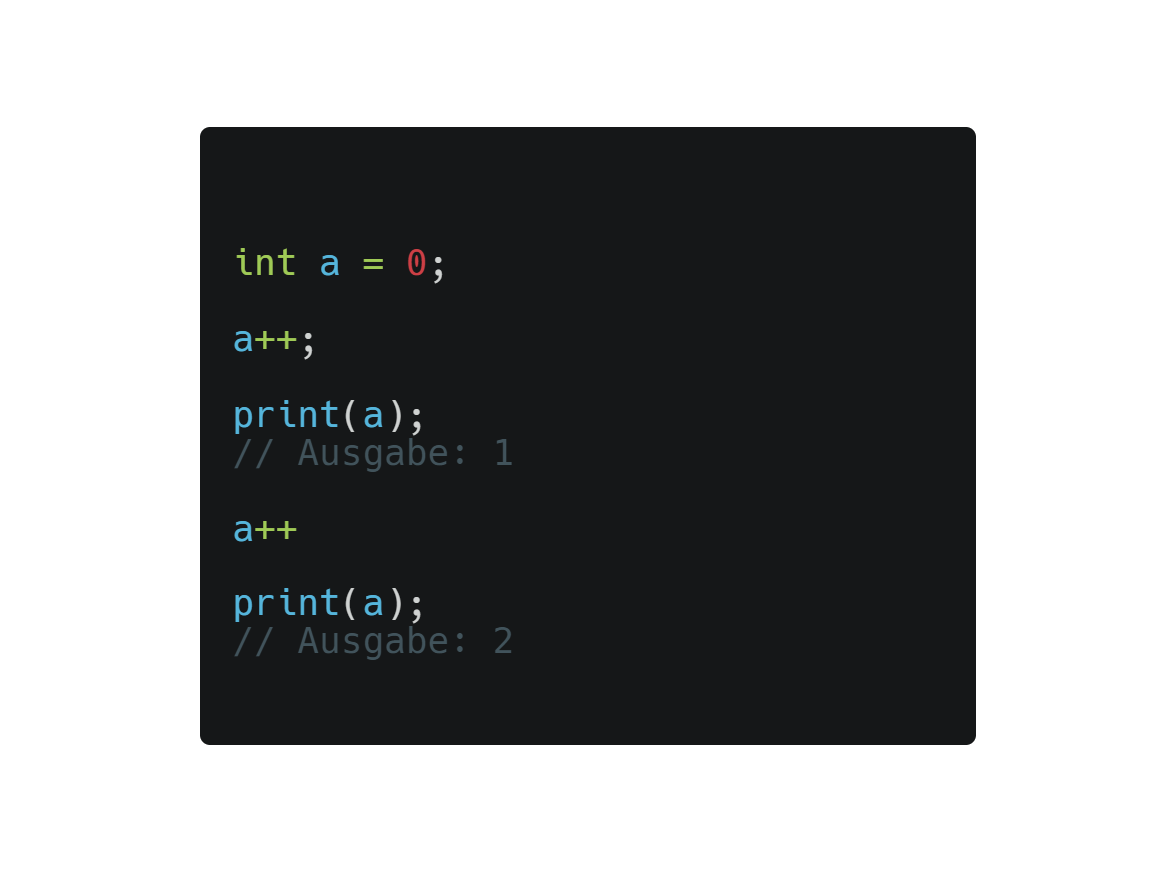 int a = 0;
a++;
print(a);
// Ausgabe: 1
a++
print(a);
// Ausgabe: 2